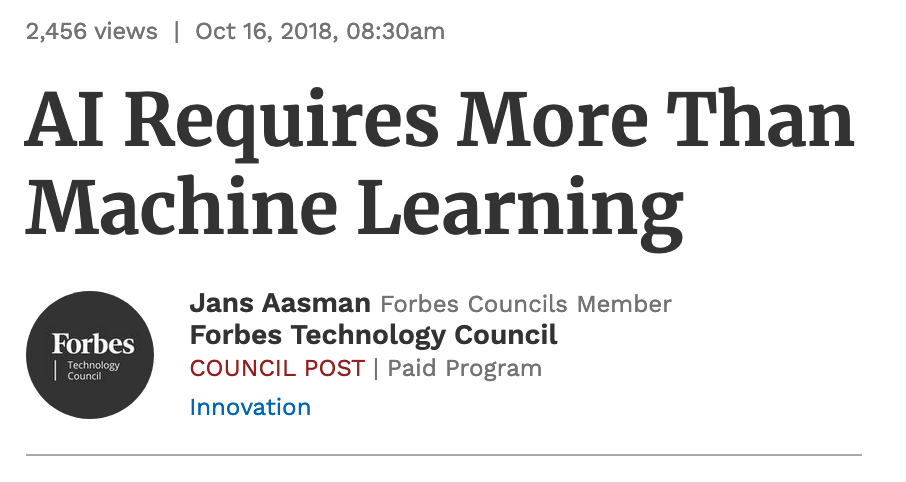 2,456 views | Oct 16, 2018, 08:30am
AI Requires More Than
Machine Learning
Forbes
Technology
Council
Jans Aasman Forbes Councils Member
Forbes Technology Council
COUNCIL POST | Paid Program
Innovation